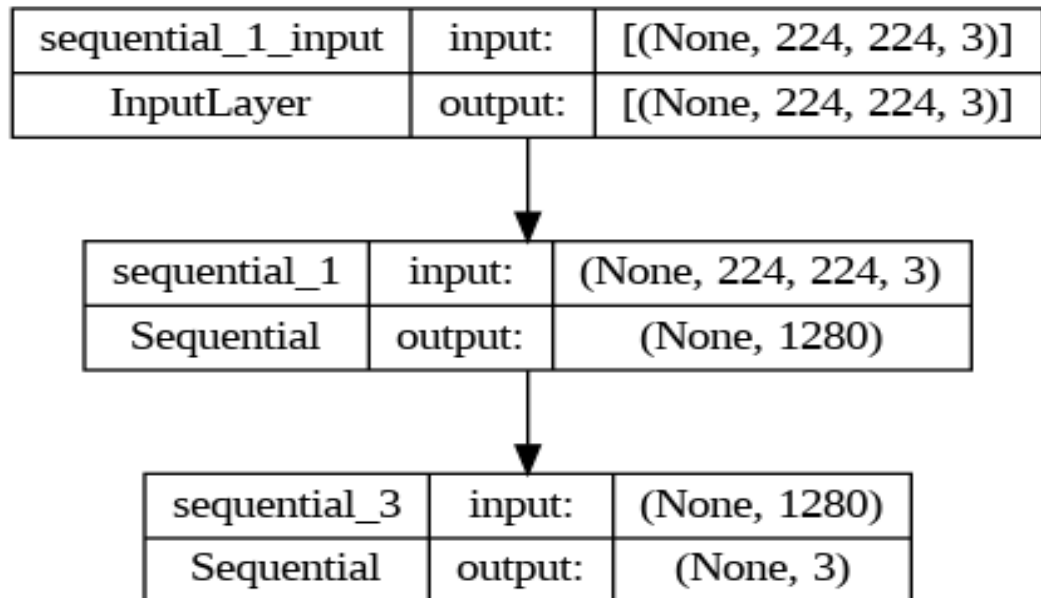 sequential_1_input input: [(None, 224, 224, 3)]
InputLayer output: [(None, 224, 224, 3)]
sequential_1 input: (None, 224, 224, 3)
Sequential output: (None, 1280)
sequential_3 input: (None, 1280)
Sequential output: (None, 3)